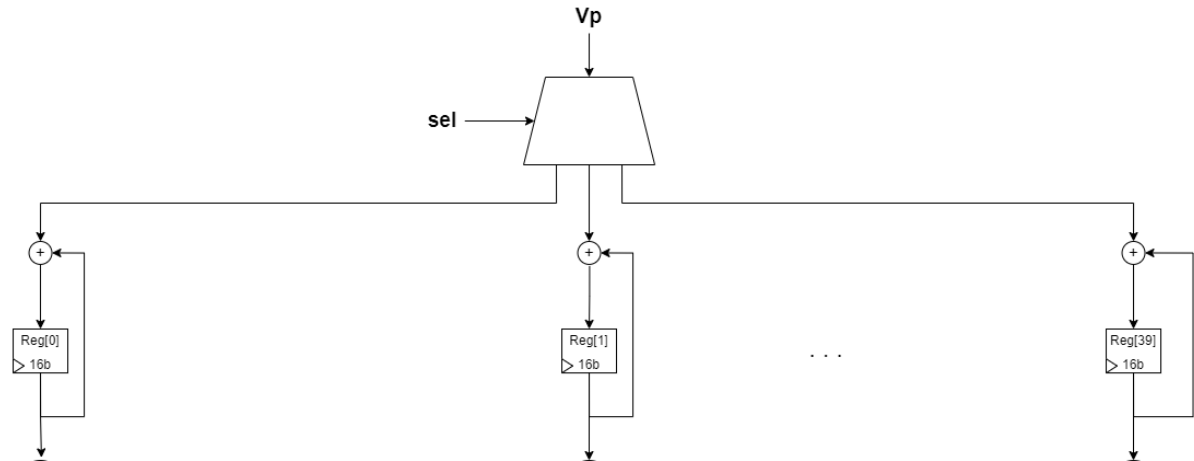 Vp
sel
+
+
+
Reg[0]
16b
Reg[1]
16b
. . .
Reg[39]
16b